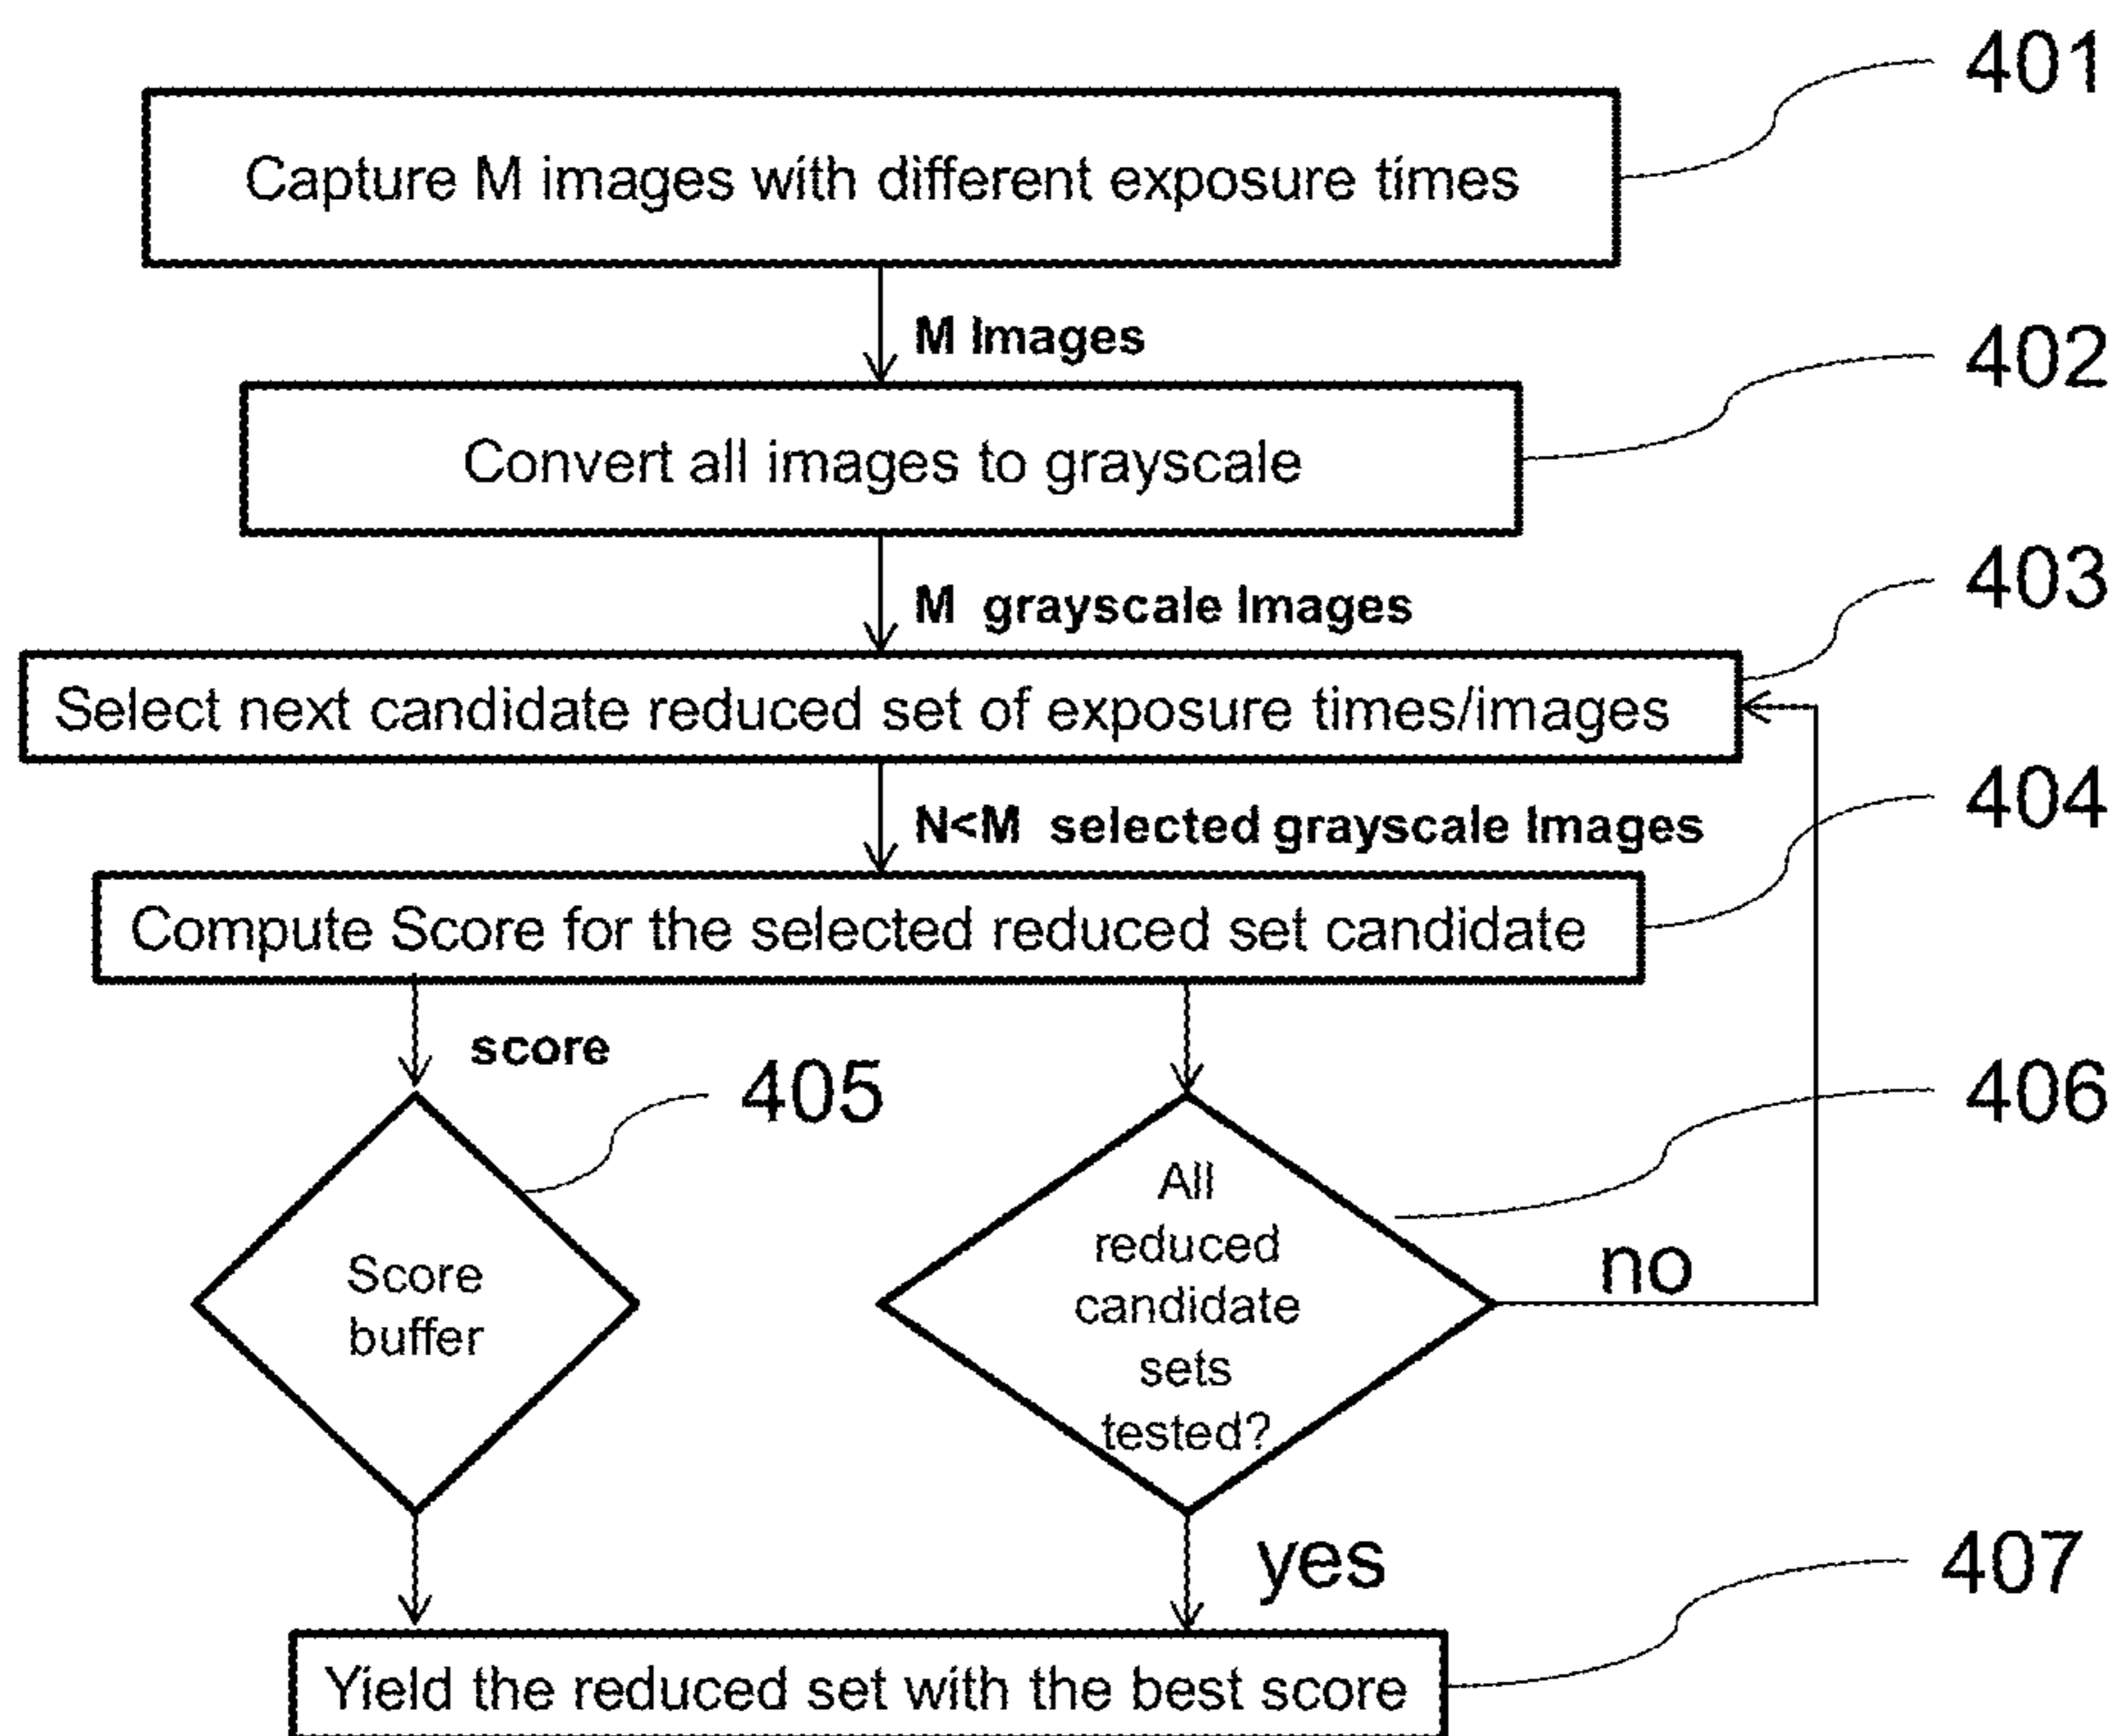 401
Capture M images with different exposure times
M Images
402
Convert all images to grayscale
M grayscale Images
403
Select next candidate reduced set of exposure times/images
404
N<M selected grayscale Images
Compute Score for the selected reduced set candidate
score
405
406
Score
buffer
All
reduced
candidate
sets
tested?
no
yes
407
Yield the reduced set with the best score